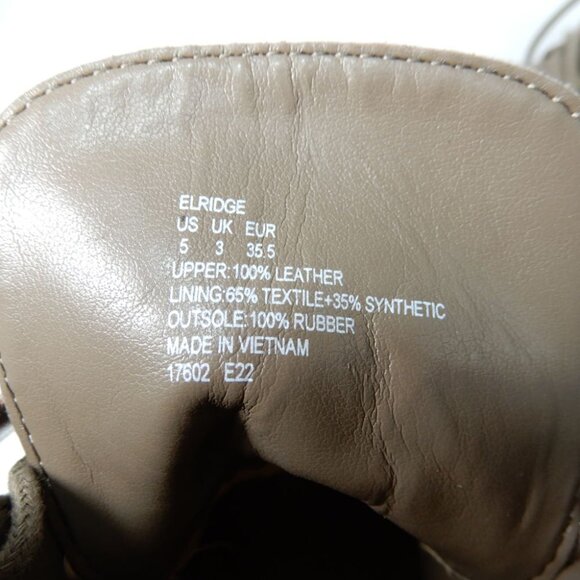 ELRIDGE
US UK EUR
5 3 35.5
UPPER:100% LEATHER
LINING:65% TEXTILE+35% SYNTHETIC
OUTSOLE:100% RUBBER
MADE IN VIETNAM
17602 E22